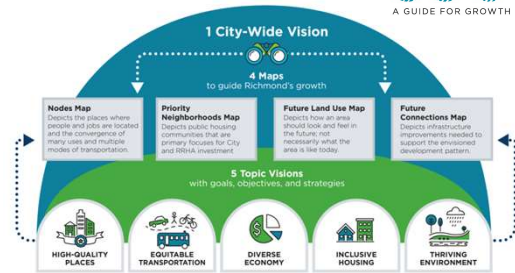 A GUIDE FOR GROWTH
1 City-Wide Vision
4 Maps
to guide Richmond's growth
Nodes Map
Depicts the places where
people and jobs are located
and the convergence of
many uses and multiple
modes of transportation.
Priority
Neighborhoods Map
Depicts public housing
communities that are
primary focuses for City
and RRHA investment
Future Land Use Map
Depicts how an area
should look and feel in
the future; not
necessarily what the
area is like today.
Future
Connections Map
Depicts infrastructure
improvements needed to
support the envisioned
development pattern.
5 Topic Visions
with goals, objectives, and strategies
HIGH-QUALITY
PLACES
EQUITABLE
TRANSPORTATION
DIVERSE
ECONOMY
INCLUSIVE
HOUSING
THRIVING
ENVIRONMENT